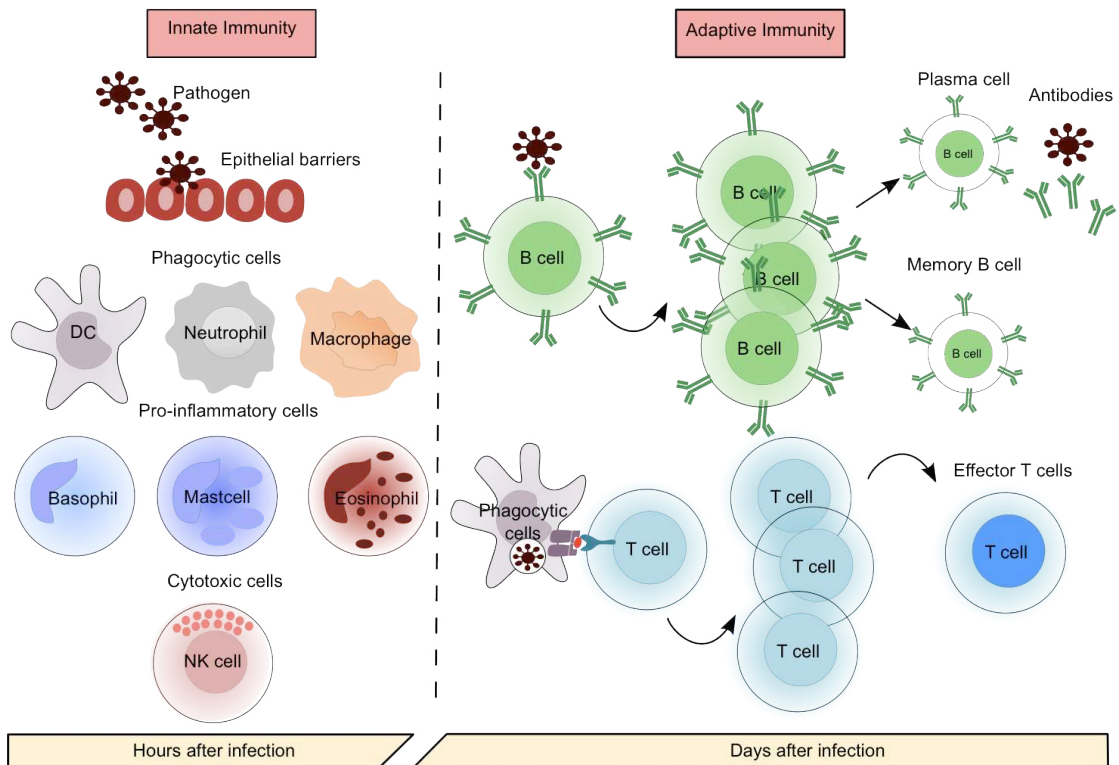 Innate Immunity
Pathogen
Epithelial barriers
Phagocytic cells
DC
Neutrophil
Macrophage
Pro-inflammatory cells
Basophil
Mastcell
Eosinophil
Cytotoxic cells
NK cell
Hours after infection
Adaptive Immunity
B cell
B cell
B cell
B cell
Plasma cell
B cell
Antibodies
Memory B cell
B cell
Phagocytic
cells
T cell
T cell
T cell
T cell
Effector T cells
T cell
Days after infection